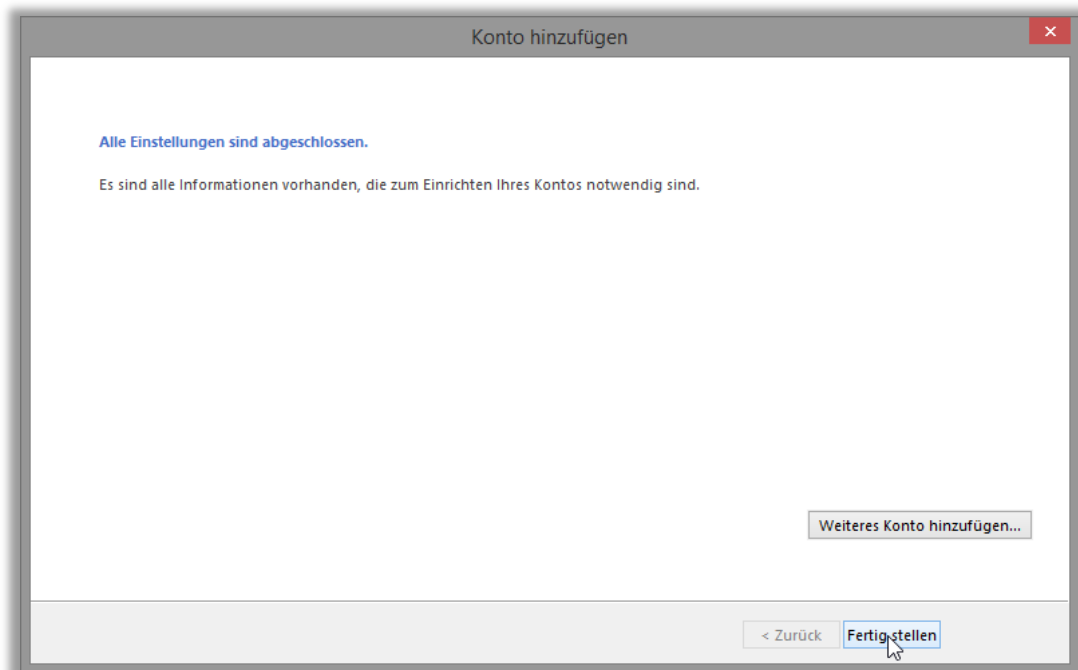 Konto hinzufügen
Alle Einstellungen sind abgeschlossen.
Es sind alle Informationen vorhanden, die zum Einrichten Ihres Kontos notwendig sind.
Weiteres Konto hinzufügen...
< Zurück
Fertig stellen